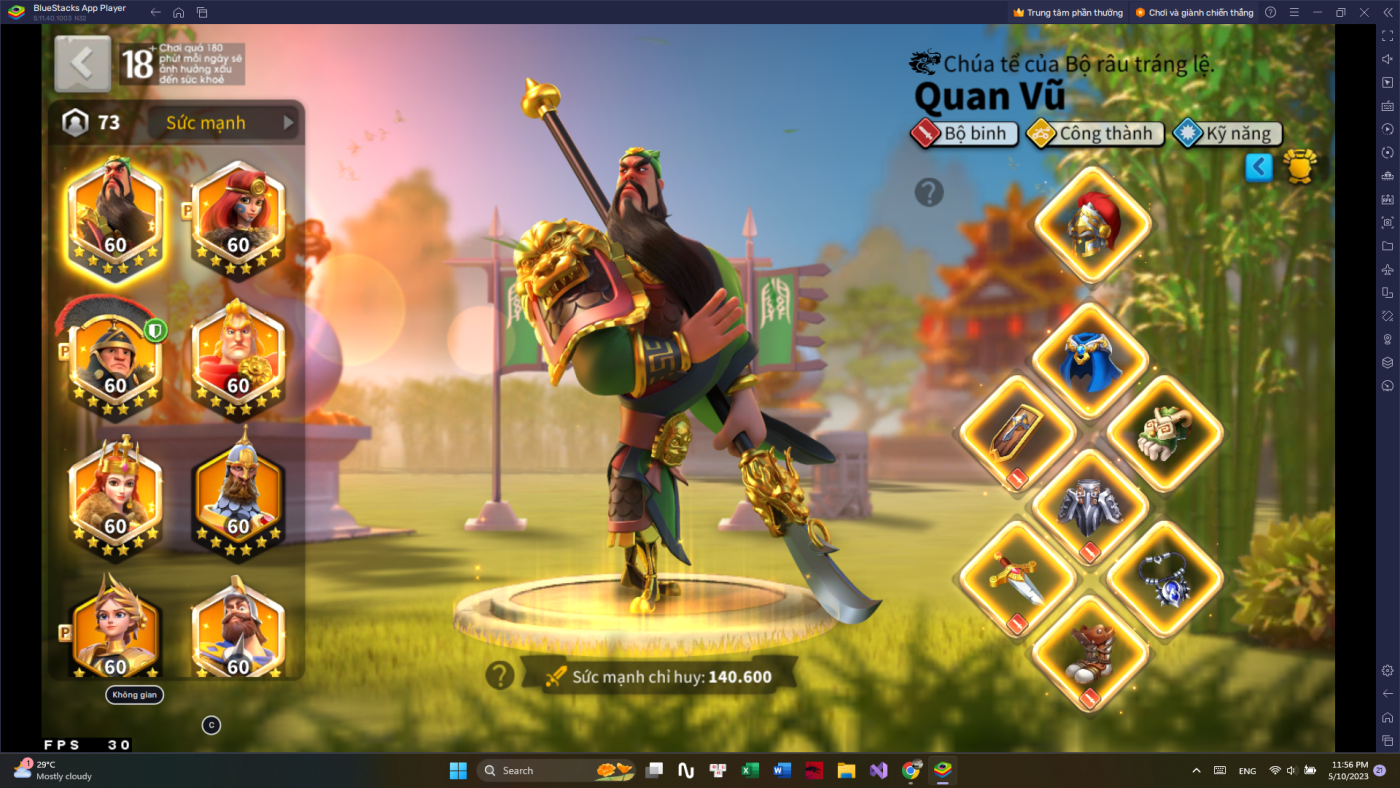 BlueStacks App Player
5.11.40.1003 N32
Trung tâm phần thưởng
Chơi và giành chiến thắng
18+
Chơi quá 180
phút mỗi ngày sẽ
ảnh hưởng xấu
đến sức khoẻ
73
Sức mạnh
60
P
60
P
60
60
60
60
P
60
60
Không gian
C
FPS 30
Chúa tể của Bộ râu tráng lệ.
Quan Vũ
Bộ binh
Công thành
Kỹ năng
?
?
Sức mạnh chỉ huy: 140.600
1
29°C
Mostly cloudy
Search
ENG
11:56 PM
5/10/2023
21